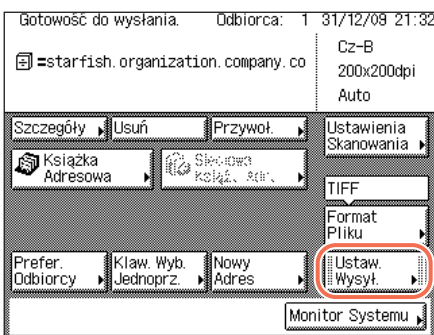 Gotowość do wysłania. Odbiorca: 1 31/12/09 21:32
=starfish.organization.company.co
Cz-B
200x200dpi
Auto
Szczegóły Usuń Przywoł. Ustawienia
Skanowania
Książka
Adresowa
Sieciowa
Książ. Adr.
TIFF
Format
Pliku
Prefer.
Odbiorcy
Klaw. Wyb.
Jednoprz.
Nowy
Adres
Ustaw.
Wysył.
Monitor Systemu